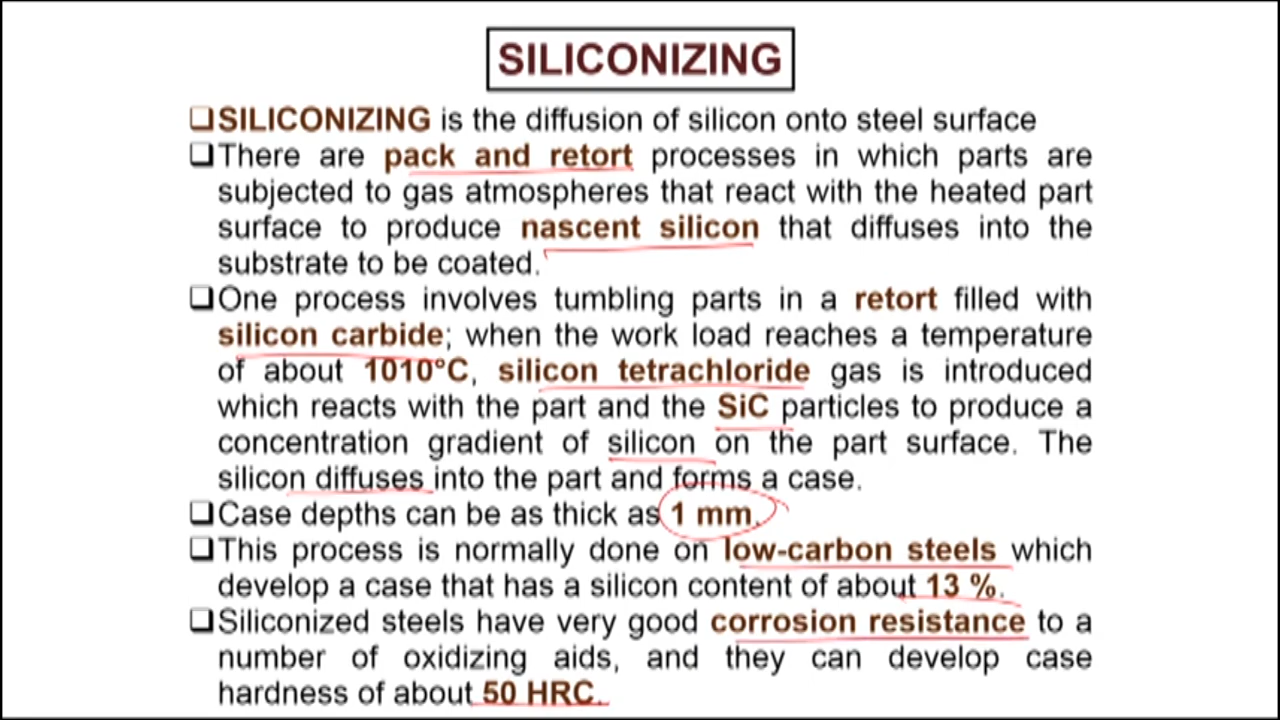 SILICONIZING
❑SILICONIZING is the diffusion of silicon onto steel surface
❑There are pack and retort processes in which parts are
subjected to gas atmospheres that react with the heated part
surface to produce nascent silicon that diffuses into the
substrate to be coated.
❑One process involves tumbling parts in a retort filled with
silicon carbide; when the work load reaches a temperature
of about 1010°C, silicon tetrachloride gas is introduced
which reacts with the part and the SiC particles to produce a
concentration gradient of silicon on the part surface. The
silicon diffuses into the part and forms a case.
❑Case depths can be as thick as 1 mm.
❑This process is normally done on low-carbon steels which
develop a case that has a silicon content of about 13 %.
❑Siliconized steels have very good corrosion resistance to a
number of oxidizing aids, and they can develop case
hardness of about 50 HRC.